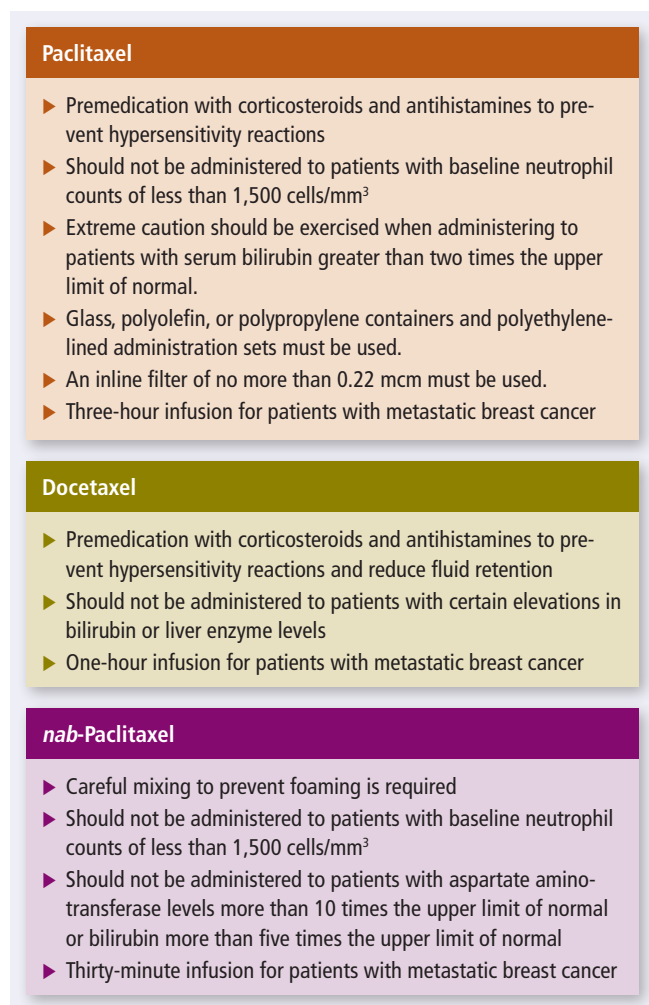 Paclitaxel
▶ Premedication with corticosteroids and antihistamines to pre-
vent hypersensitivity reactions
▶ Should not be administered to patients with baseline neutrophil
counts of less than 1,500 cells/mm³
▶ Extreme caution should be exercised when administering to
patients with serum bilirubin greater than two times the upper
limit of normal.
▶ Glass, polyolefin, or polypropylene containers and polyethylene-
lined administration sets must be used.
▶ An inline filter of no more than 0.22 mcm must be used.
▶ Three-hour infusion for patients with metastatic breast cancer
Docetaxel
▶ Premedication with corticosteroids and antihistamines to pre-
vent hypersensitivity reactions and reduce fluid retention
▶ Should not be administered to patients with certain elevations in
bilirubin or liver enzyme levels
▶ One-hour infusion for patients with metastatic breast cancer
nab-Paclitaxel
▶ Careful mixing to prevent foaming is required
▶ Should not be administered to patients with baseline neutrophil
counts of less than 1,500 cells/mm³
▶ Should not be administered to patients with aspartate amino-
transferase levels more than 10 times the upper limit of normal
or bilirubin more than five times the upper limit of normal
▶ Thirty-minute infusion for patients with metastatic breast cancer